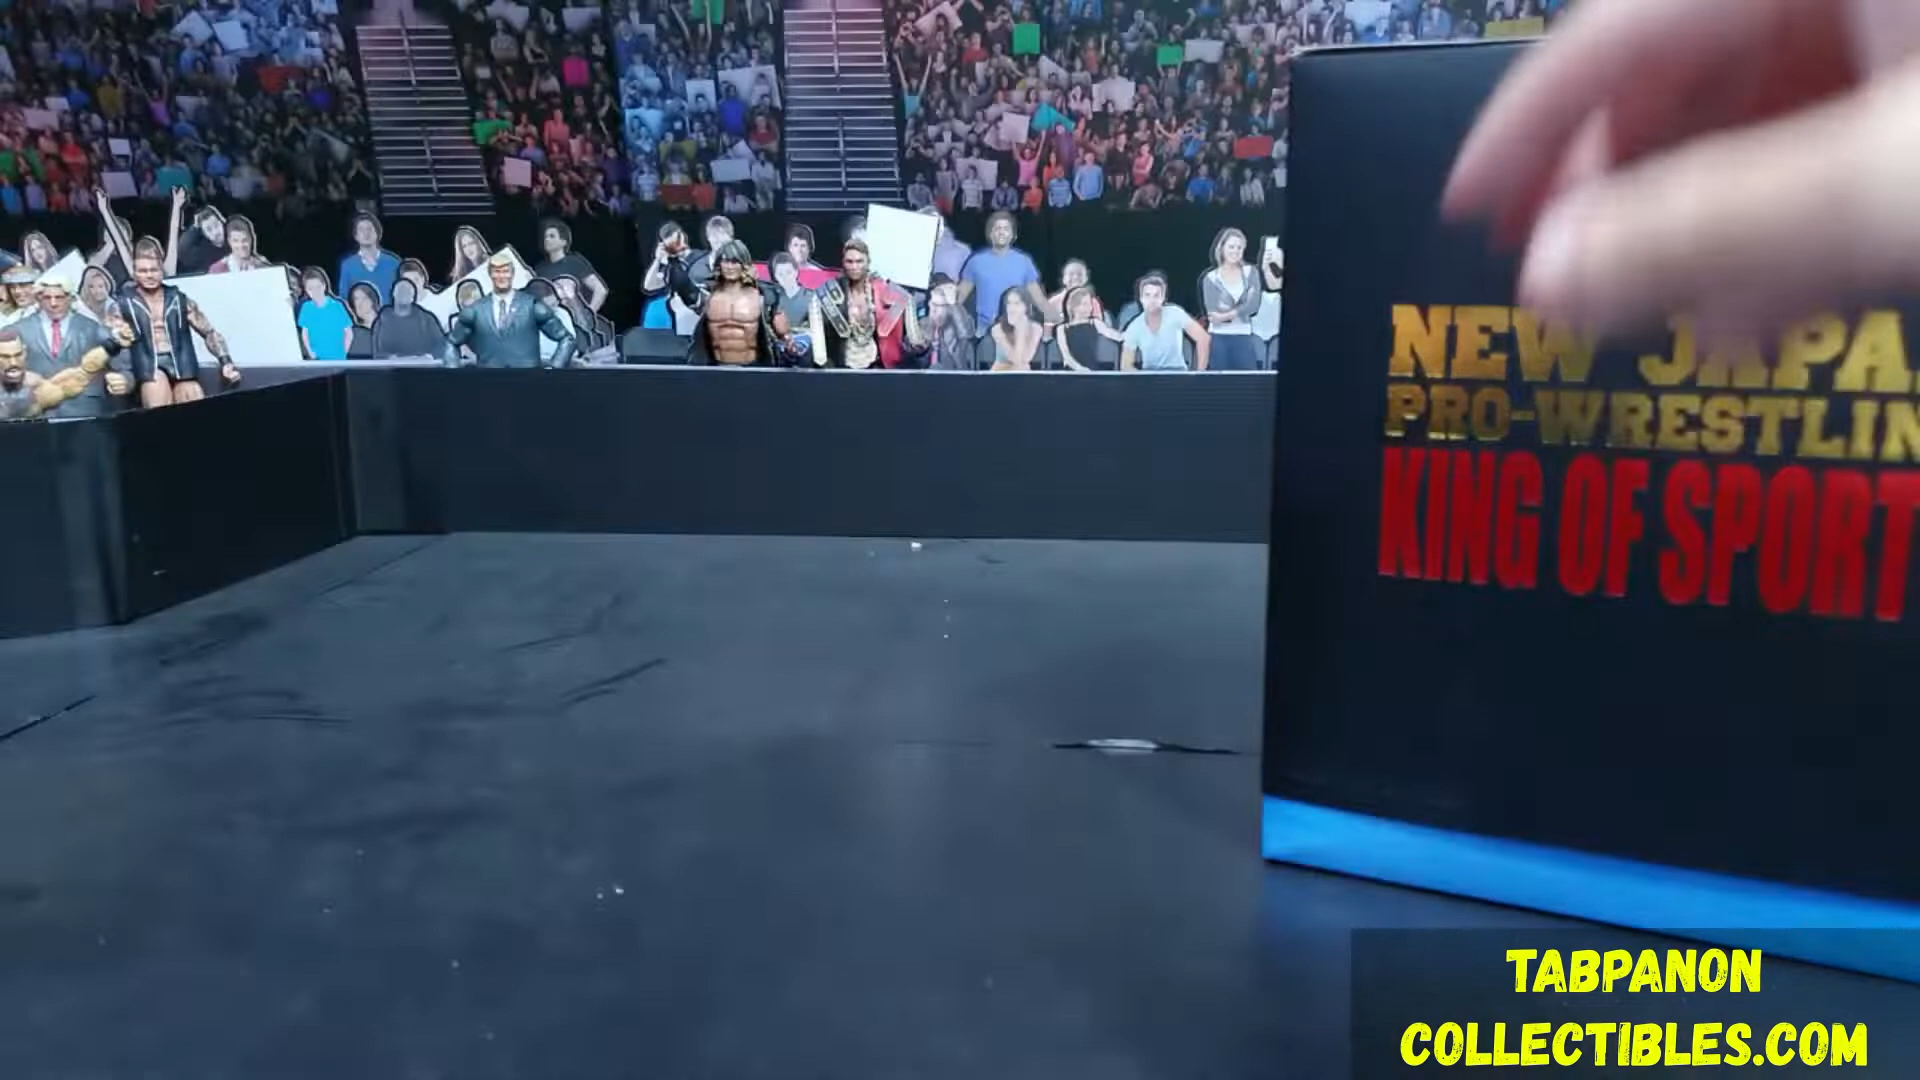 NEW JAPA
PRO-WRESTLIN
KING OF SPORT
TABPANON
COLLECTIBLES.COM